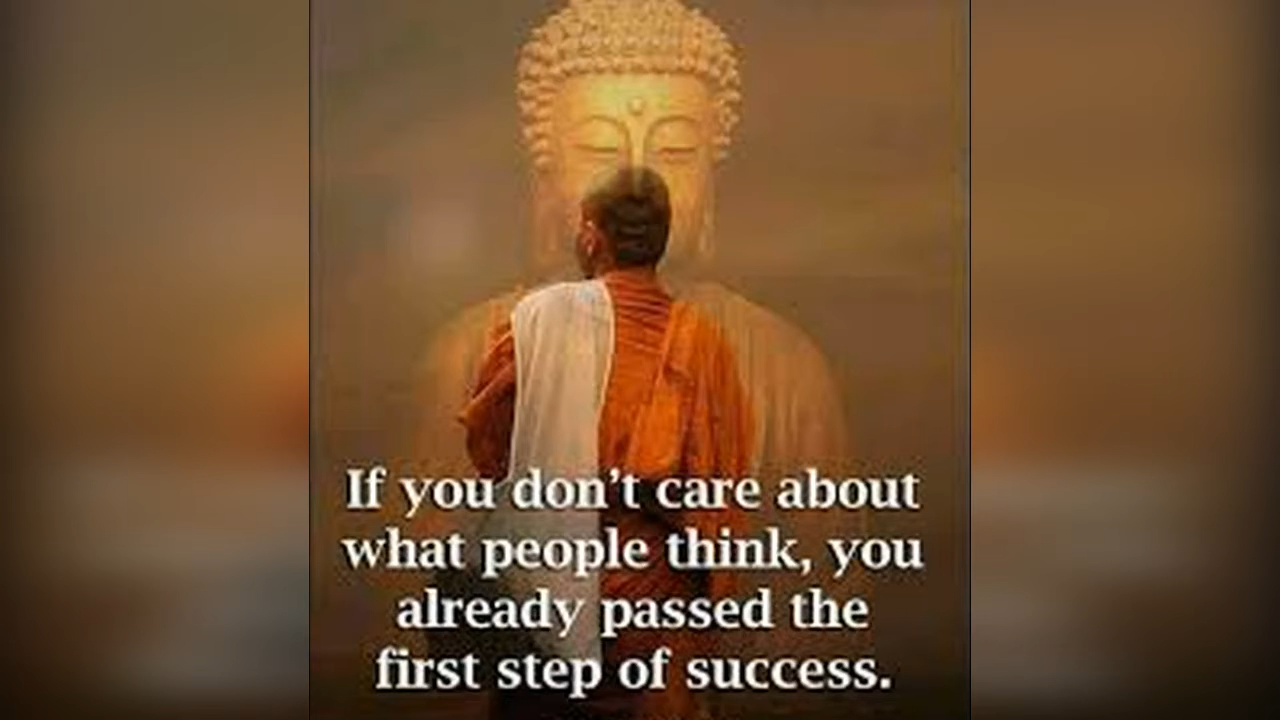 If you don't care about
what people think, you
already passed the
first step of success.